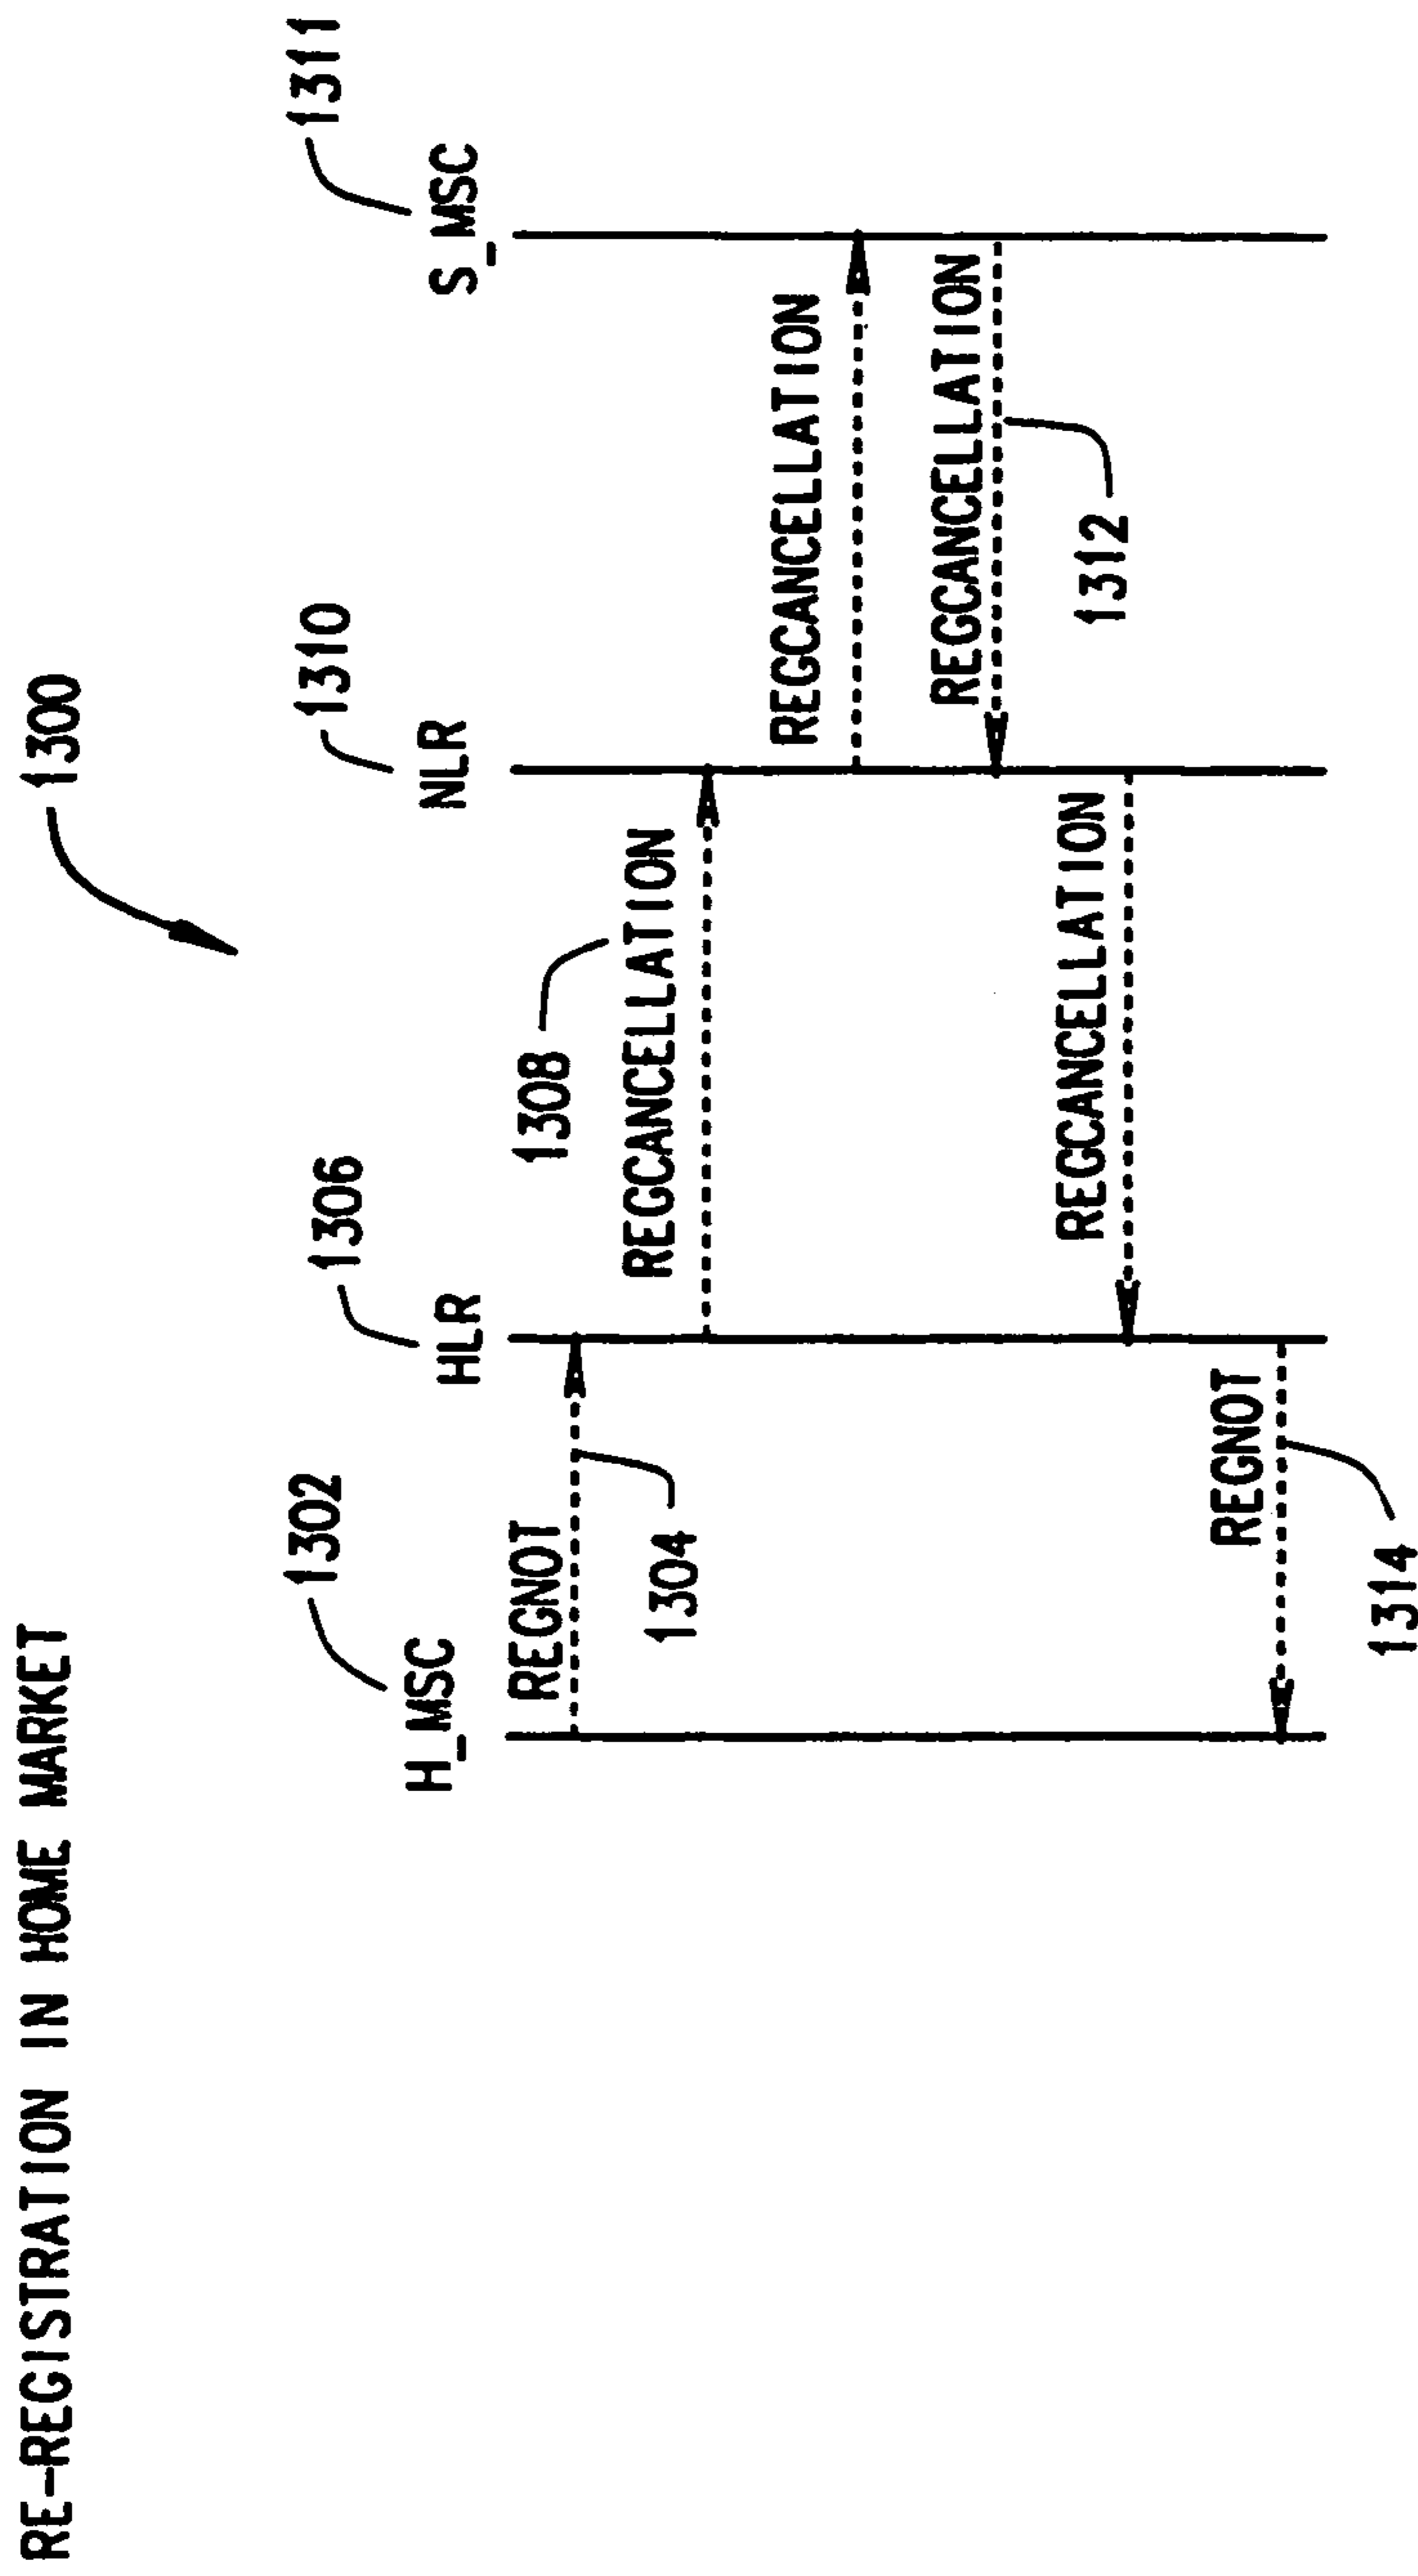 RE-REGISTRATION IN HOME MARKET
1300
1302
1306
1310
1311
H_MSC
HLR
NLR
S_MSC
REGNOT
1304
1308
REGCANCELLATION
REGCANCELLATION
REGCANCELLATION
1312
REGCANCELLATION
REGNOT
1314